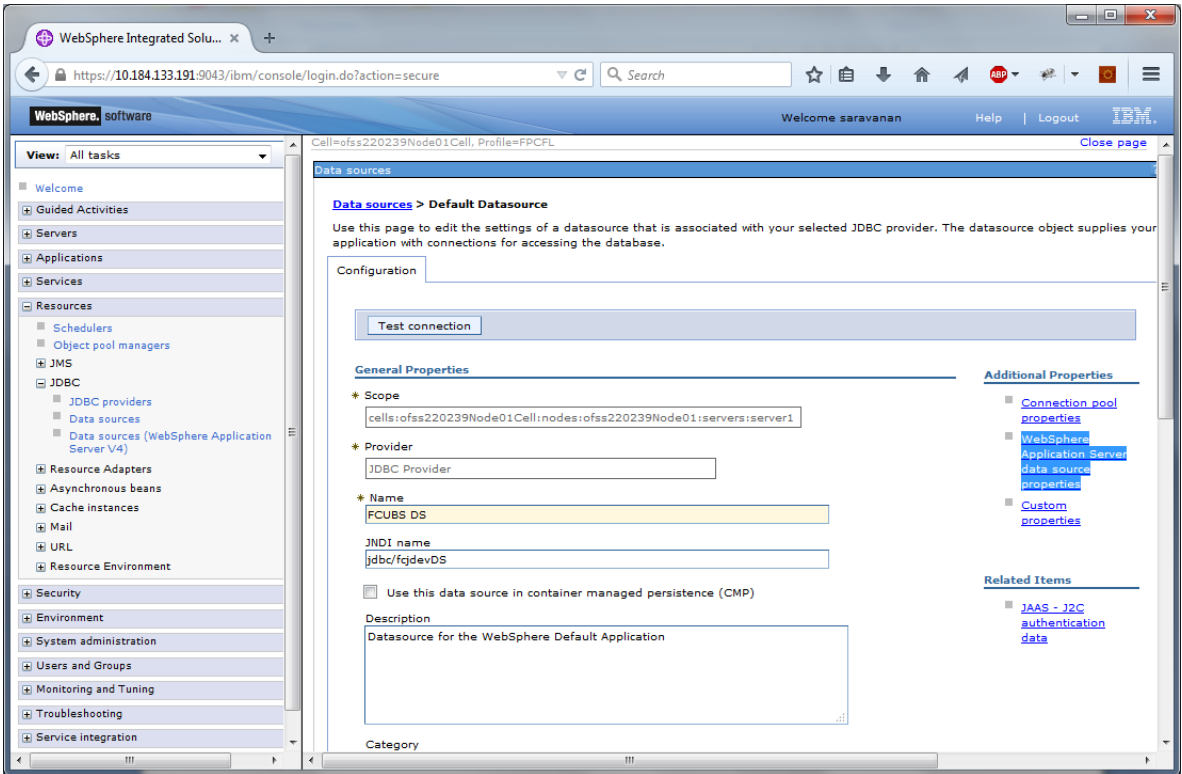 WebSphere Integrated Solu...
https://10.184.133.191:9043/ibm/console/login.do?action=secure
Search
ABP
WebSphere. software
Welcome saravanan
Help | Logout
IBM.
View: All tasks
Welcome
Guided Activities
Servers
Applications
Services
Resources
Schedulers
Object pool managers
JMS
JDBC
JDBC providers
Data sources
Data sources (WebSphere Application
Server V4)
Resource Adapters
Asynchronous beans
Cache instances
Mail
URL
Resource Environment
Security
Environment
System administration
Users and Groups
Monitoring and Tuning
Troubleshooting
Service integration
Cell=ofss220239Node01Cell, Profile=FPCFL
Close page
Data sources
?
Data sources > Default Datasource
Use this page to edit the settings of a datasource that is associated with your selected JDBC provider. The datasource object supplies your
application with connections for accessing the database.
Configuration
Test connection
General Properties
* Scope
cells:ofss220239Node01Cell:nodes:ofss220239Node01:servers:server1
* Provider
JDBC Provider
* Name
FCUBS DS
JNDI name
jdbc/fcjdevDS
Use this data source in container managed persistence (CMP)
Description
Datasource for the WebSphere Default Application
Category
Additional Properties
Connection pool
properties
WebSphere
Application Server
data source
properties
Custom
properties
Related Items
JAAS - J2C
authentication
data